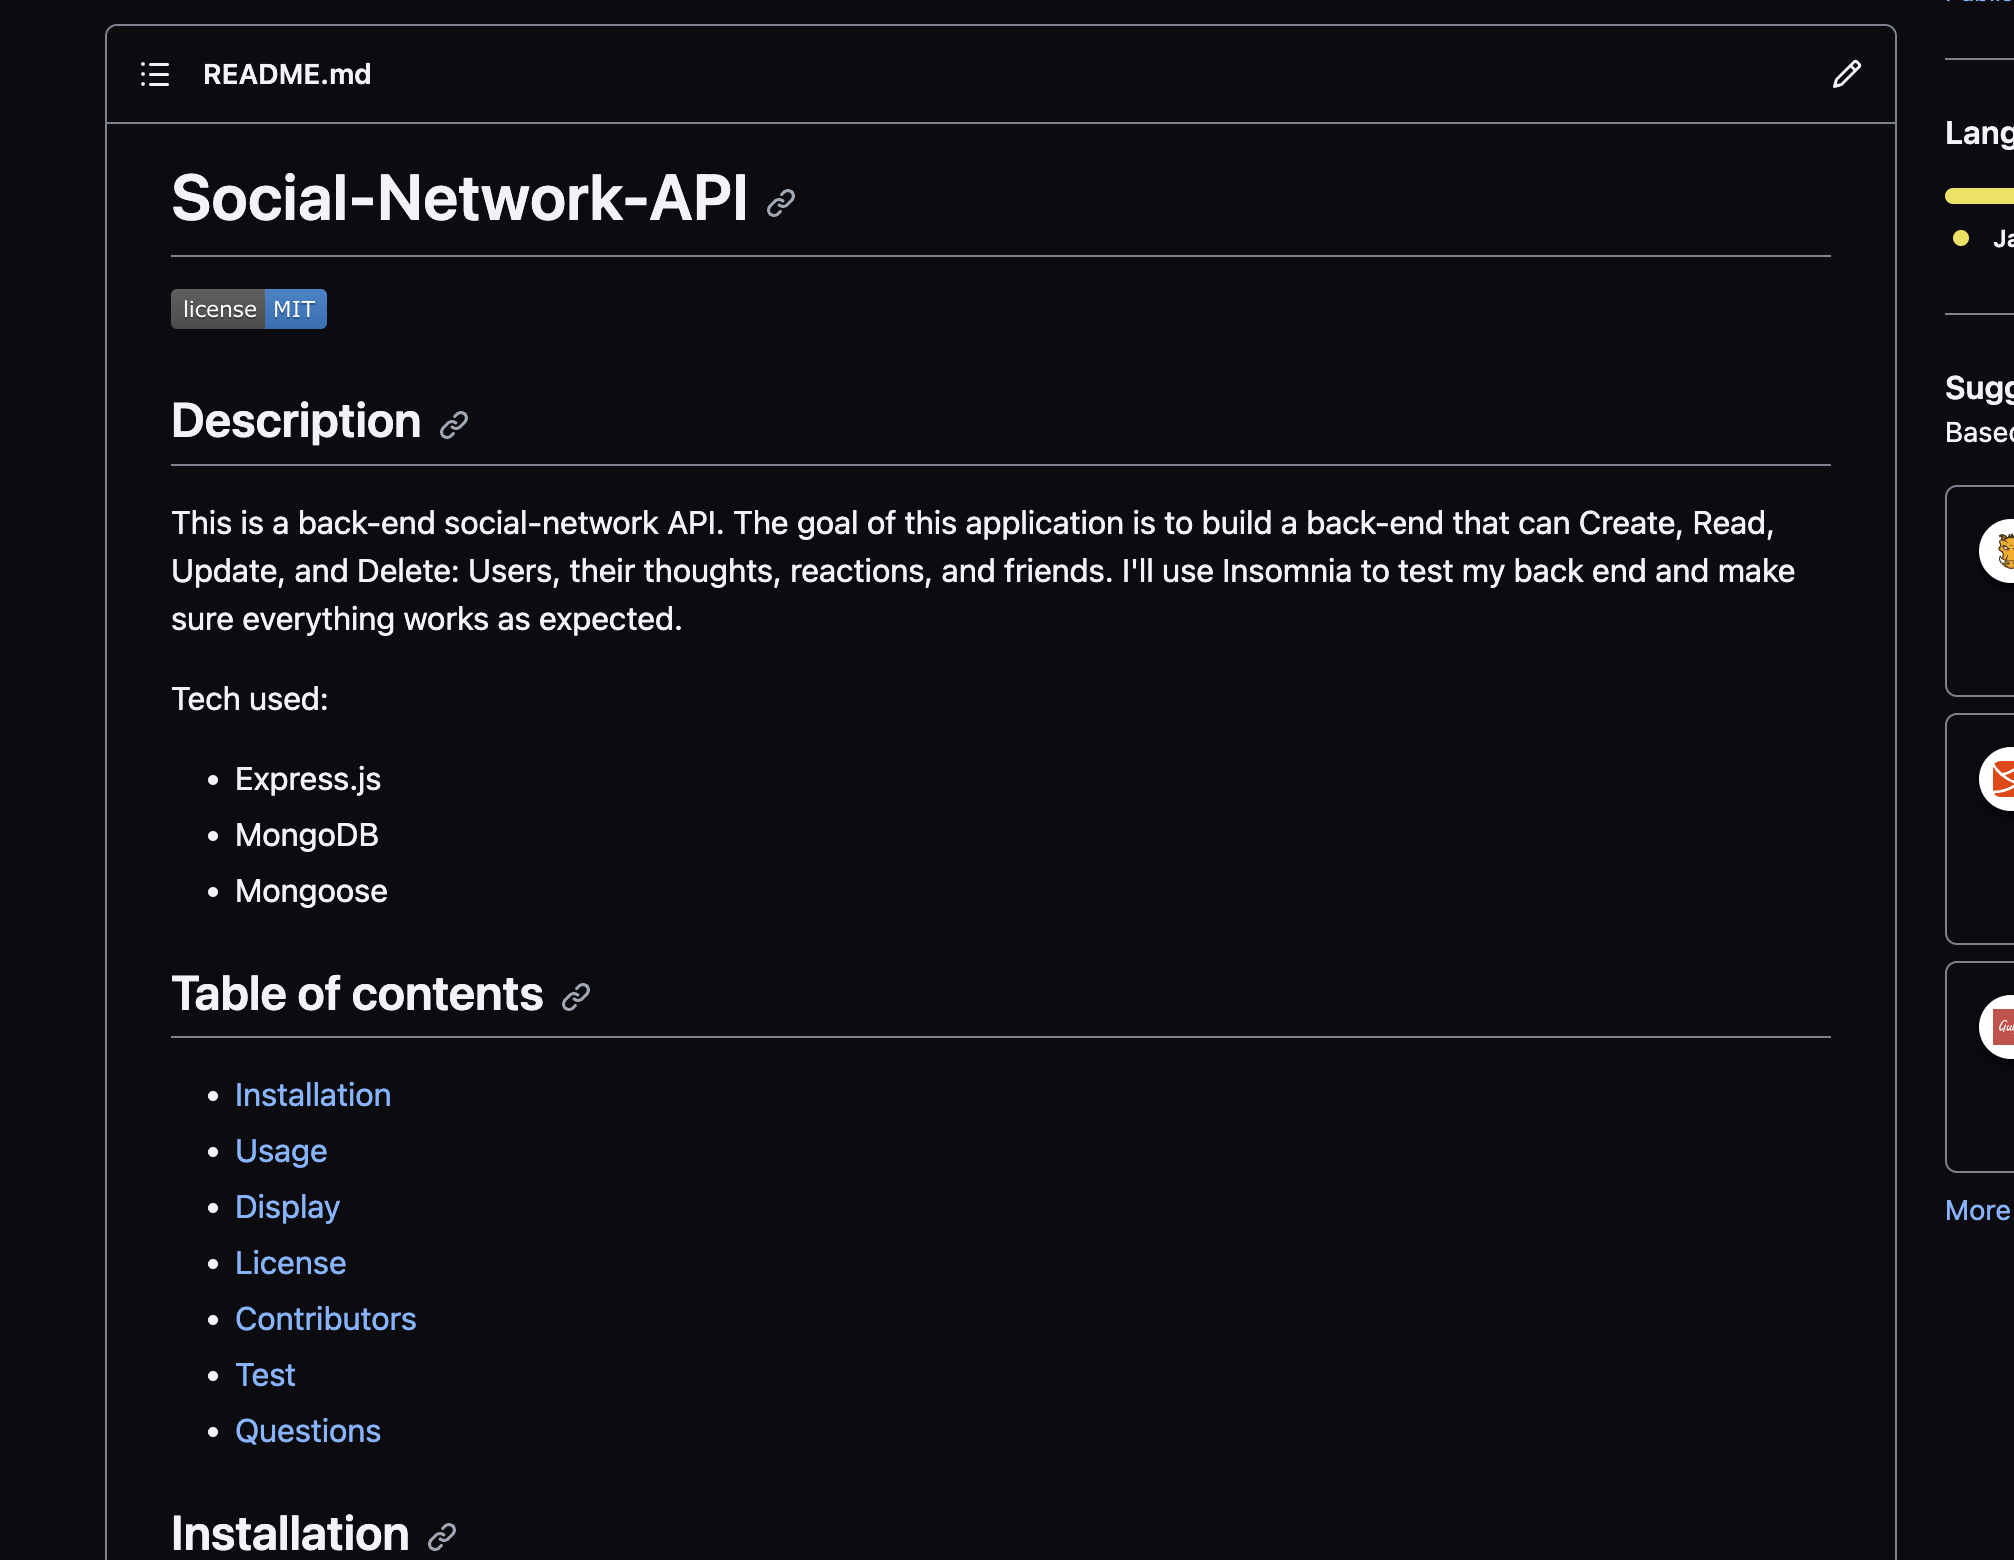 README.md
Social-Network-API
license MIT
Description
This is a back-end social-network API. The goal of this application is to build a back-end that can Create, Read,
Update, and Delete: Users, their thoughts, reactions, and friends. I'll use Insomnia to test my back end and make
sure everything works as expected.
Tech used:
Express.js
MongoDB
Mongoose
Table of contents
Installation
Usage
Display
License
Contributors
Test
Questions
Installation
Lang
Ja
Sugg
Based
More